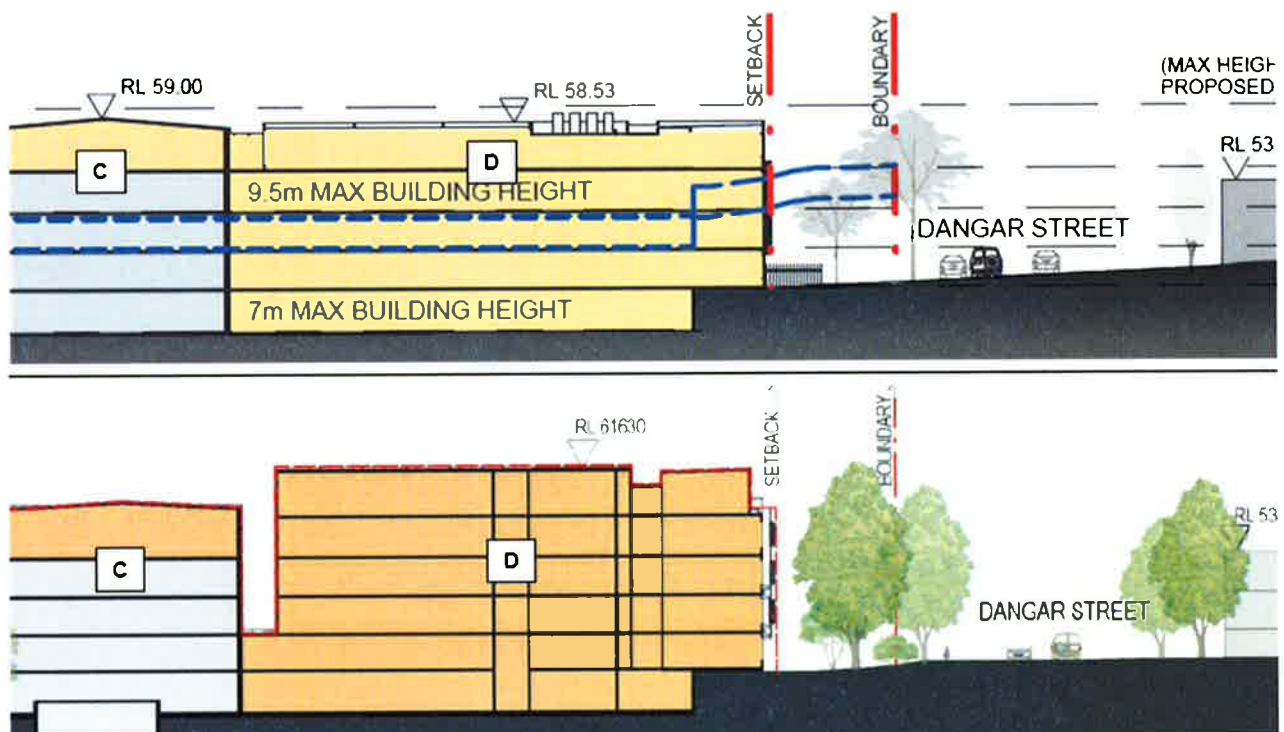 SETBACK
BOUNDARY
(MAX HEIGH
PROPOSED
RL 59.00
RL 58.53
RL 53
C
D
9.5m MAX BUILDING HEIGHT
DANGAR STREET
7m MAX BUILDING HEIGHT
RL 61630
SETBACK
BOUNDARY
RL 53
C
D
DANGAR STREET